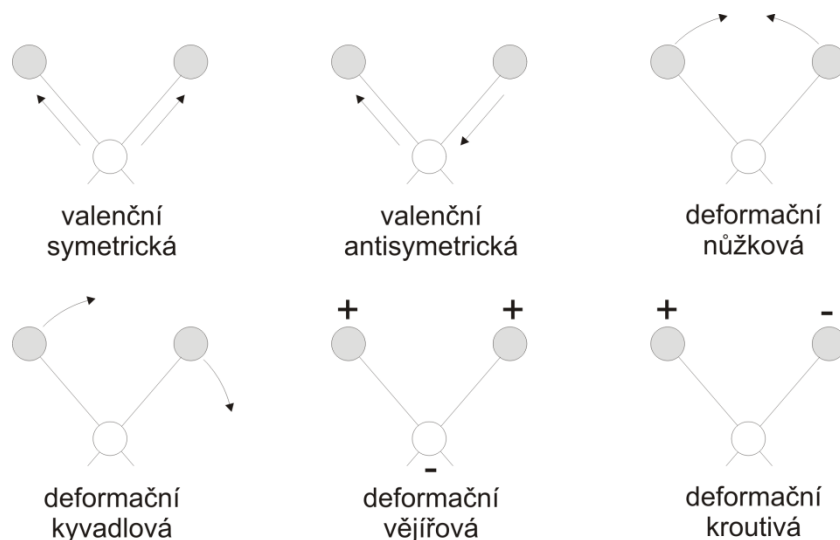 valenční
symetrická
valenční
antisymetrická
deformační
nůžková
+ +
+ -
-
deformační
kyvadlová
deformační
vějířová
deformační
kroutivá